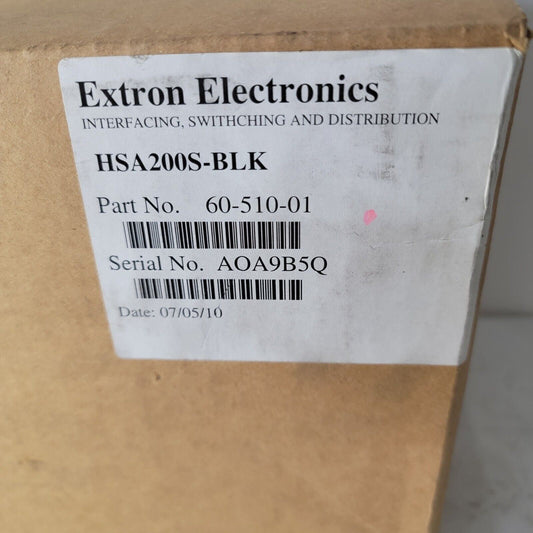 Extron Electronics
INTERFACING, SWITHCHING AND DISTRIBUTION
HSA200S-BLK
Part No. 60-510-01
Serial No. AOA9B5Q
Date: 07/05/10